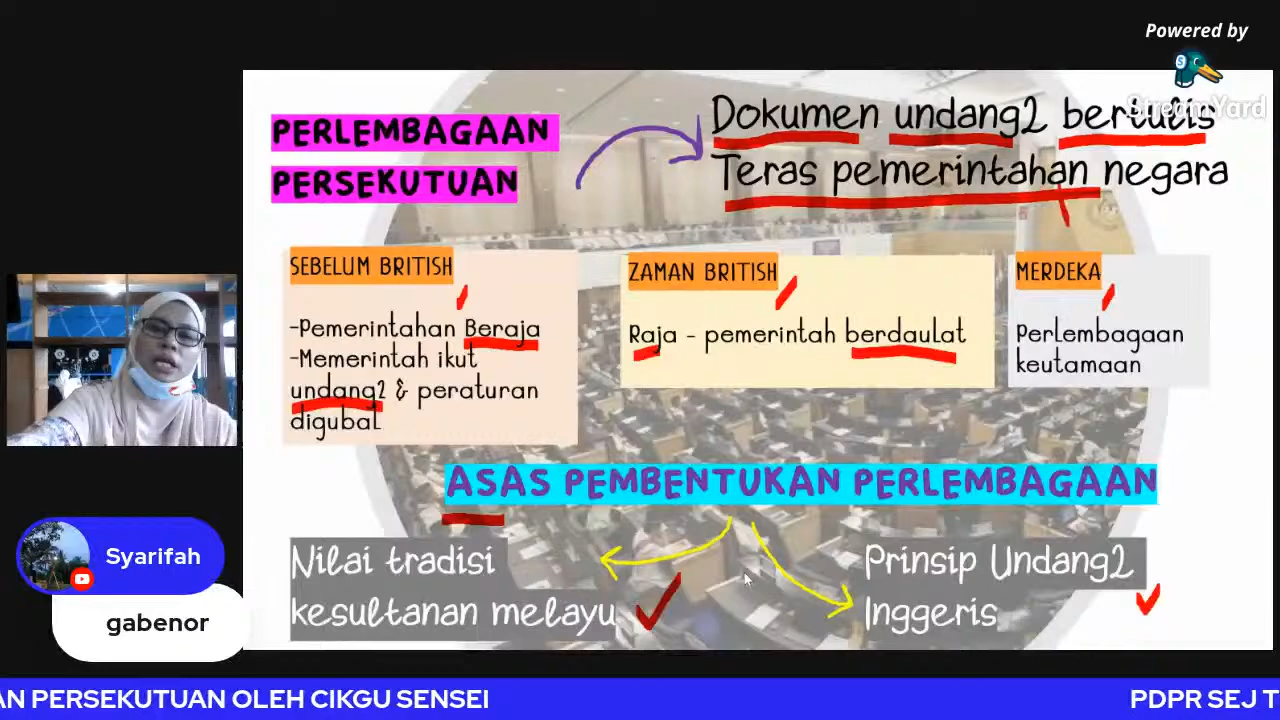 Powered by
StreamYard
PERLEMBAGAAN
PERSEKUTUAN
Dokumen undang2 bertulis
Teras pemerintahan negara
SEBELUM BRITISH
-Pemerintahan Beraja
-Memerintah ikut
undang2 & peraturan
digubal
ZAMAN BRITISH
Raja - pemerintah berdaulat
MERDEKA
Perlembagaan
keutamaan
ASAS PEMBENTUKAN PERLEMBAGAAN
Nilai tradisi
kesultanan melayu
Prinsip Undang2
Inggeris
Syarifah
gabenor
AN PERSEKUTUAN OLEH CIKGU SENSEI
PDPR SEJ T